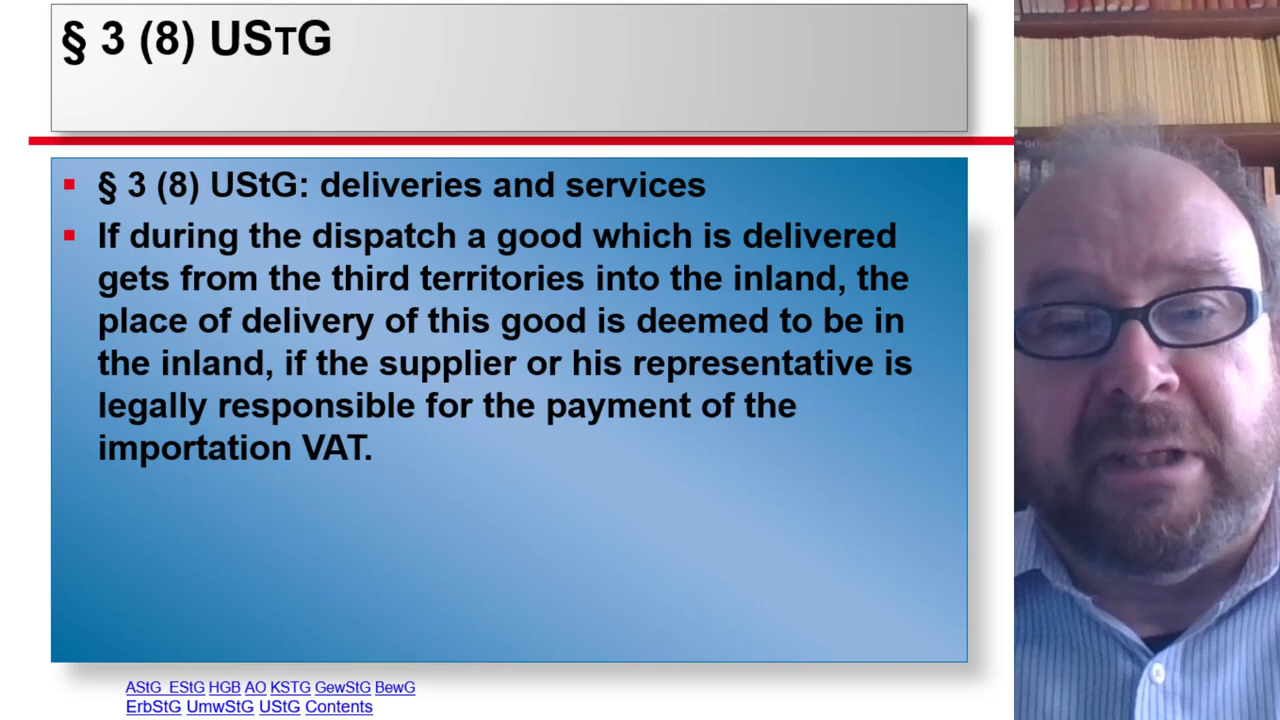 § 3 (8) USTG
§ 3 (8) UStG: deliveries and services
If during the dispatch a good which is delivered
gets from the third territories into the inland, the
place of delivery of this good is deemed to be in
the inland, if the supplier or his representative is
legally responsible for the payment of the
importation VAT.
AStG EStG HGB AO KSTG GewStG BewG
ErbStG UmwStG UStG Contents